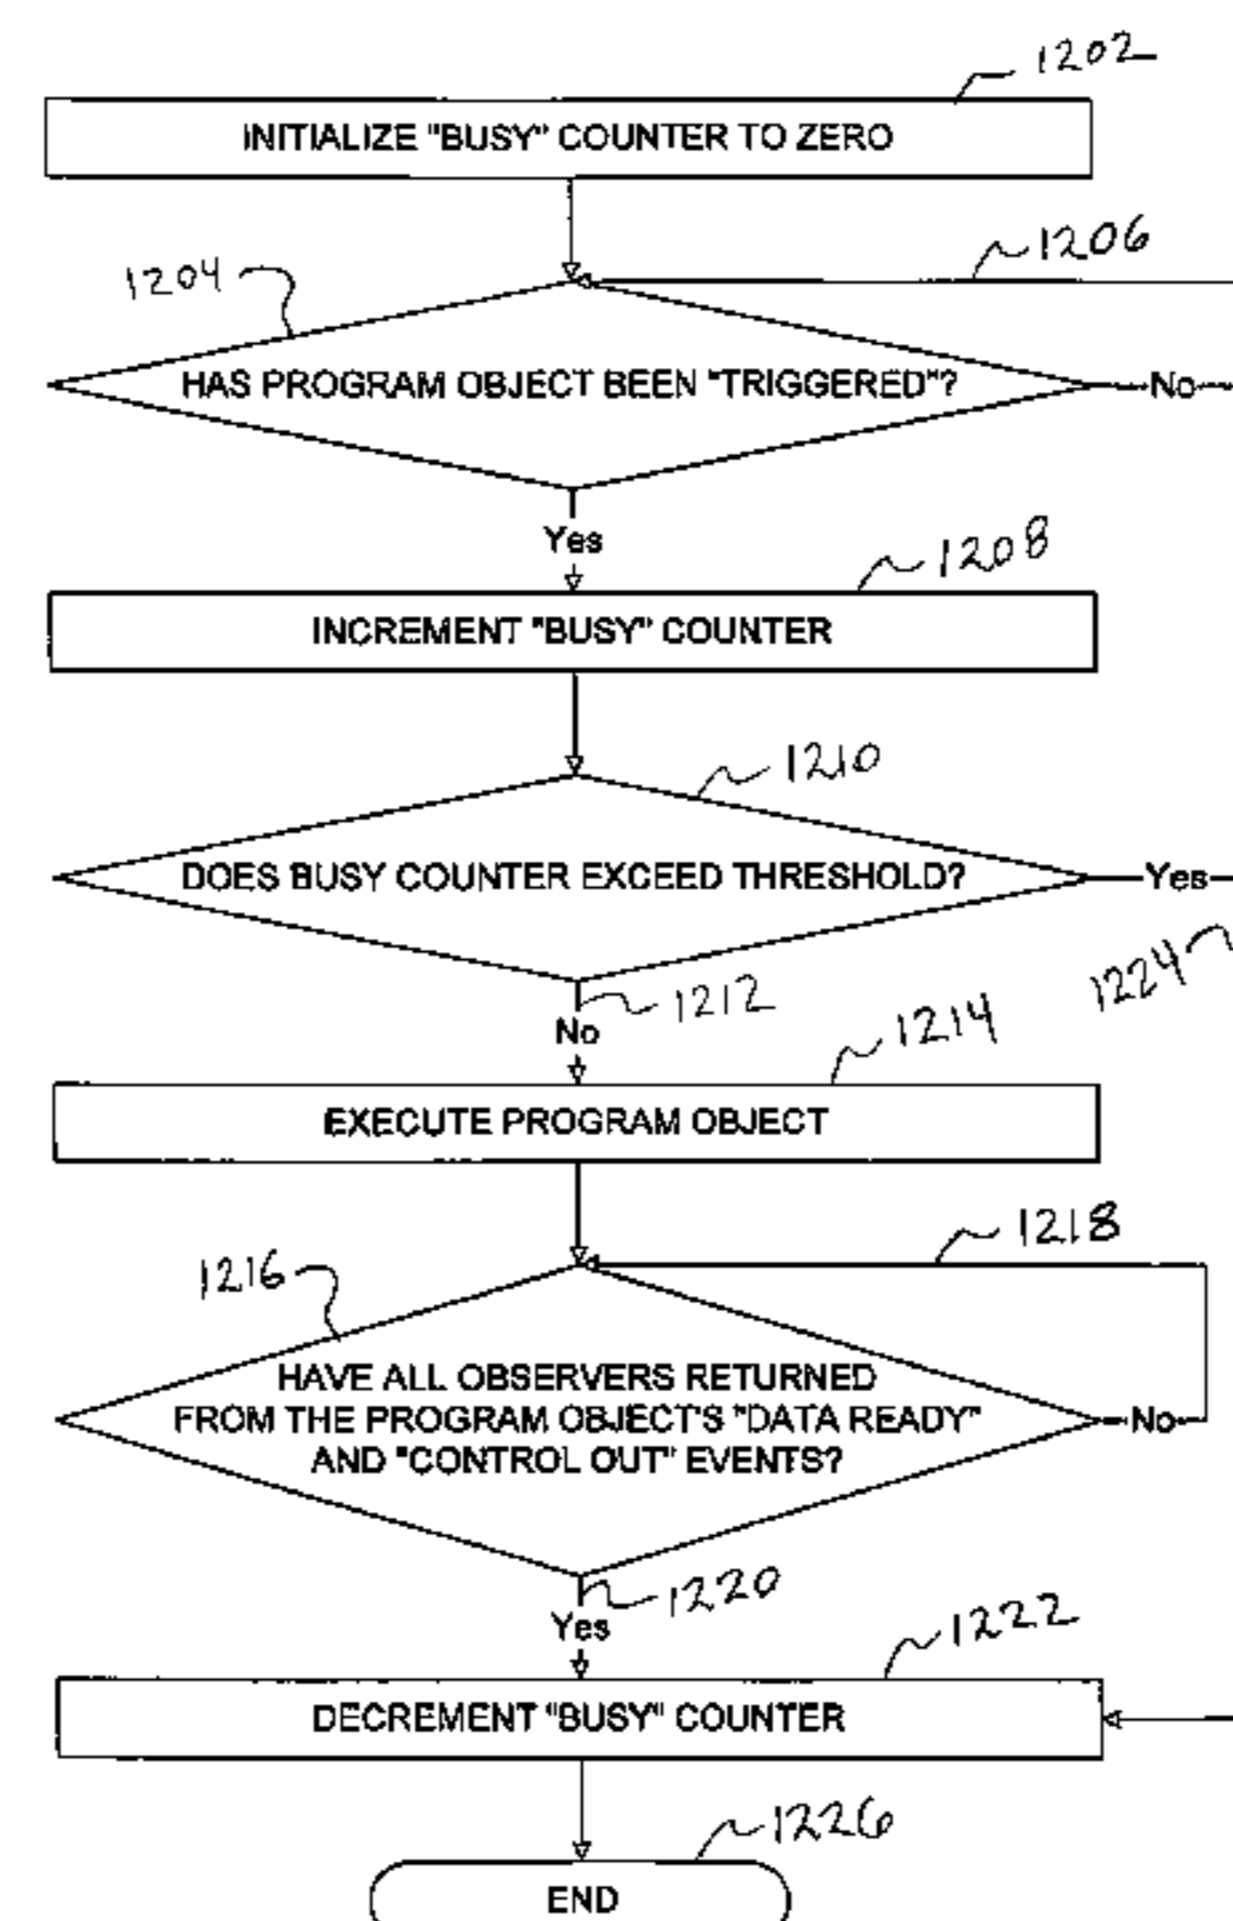 1202
INITIALIZE "BUSY" COUNTER TO ZERO
1206
1204
HAS PROGRAM OBJECT BEEN "TRIGGERED"?
No
Yes
1208
INCREMENT "BUSY" COUNTER
1210
DOES BUSY COUNTER EXCEED THRESHOLD?
Yes
1224
1212
No
1214
EXECUTE PROGRAM OBJECT
1218
1216
HAVE ALL OBSERVERS RETURNED
FROM THE PROGRAM OBJECT'S "DATA READY"
AND "CONTROL OUT" EVENTS?
No
1220
Yes
1222
DECREMENT "BUSY" COUNTER
1226
END